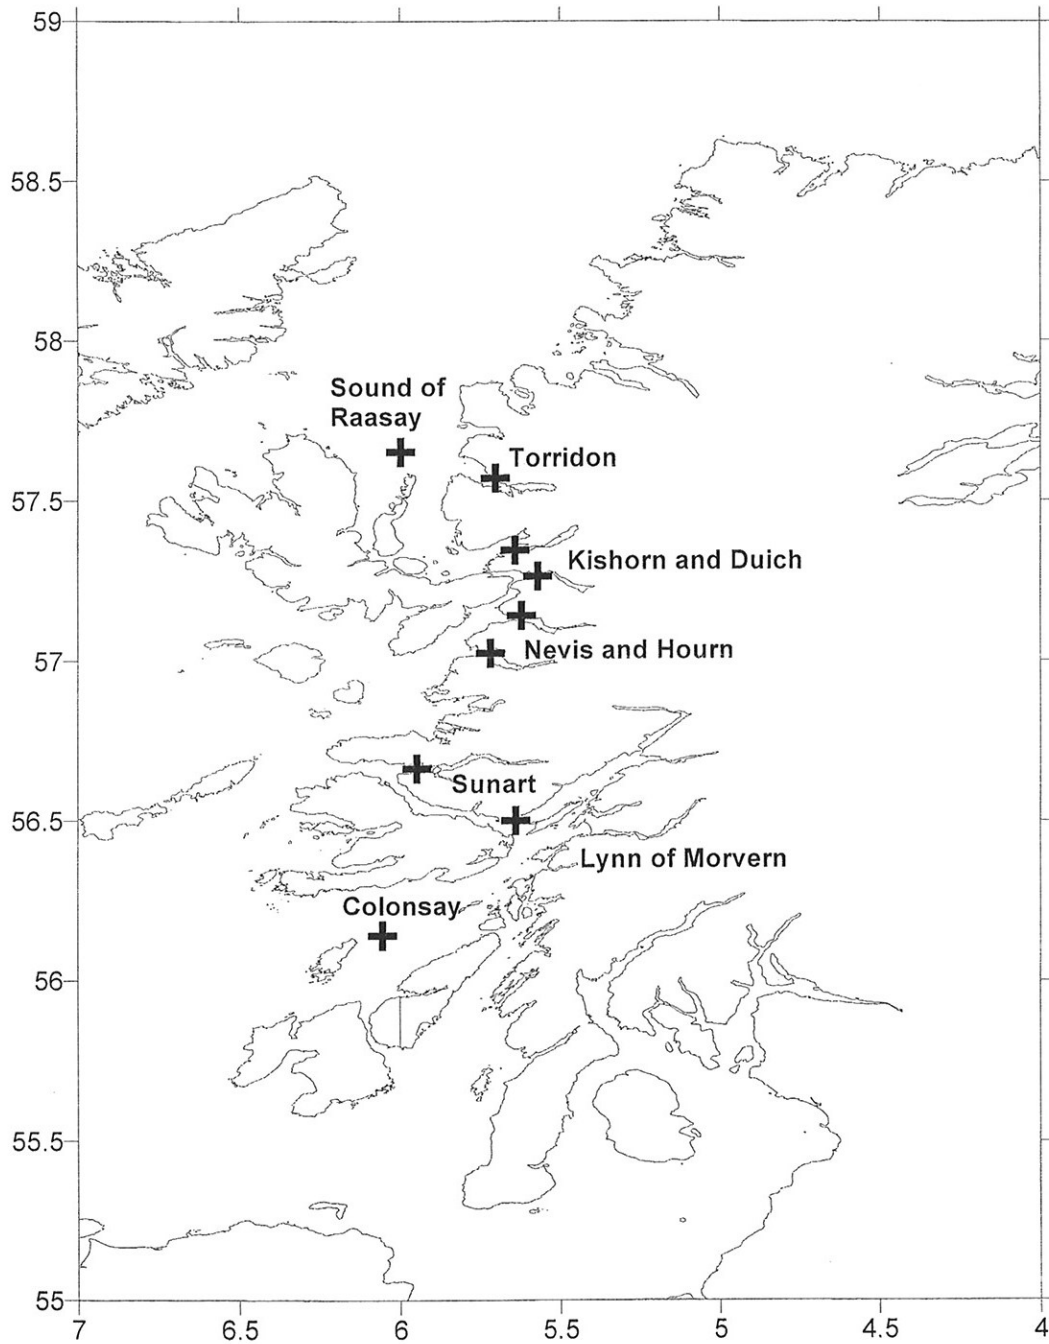 59
58.5
58
Sound of
Raasay
Torridon
57.5
Kishorn and Duich
57
Nevis and Hourn
Sunart
56.5
Lynn of Morvern
Colonsay
56
55.5
55
7 6.5 6 5.5 5 4.5 4